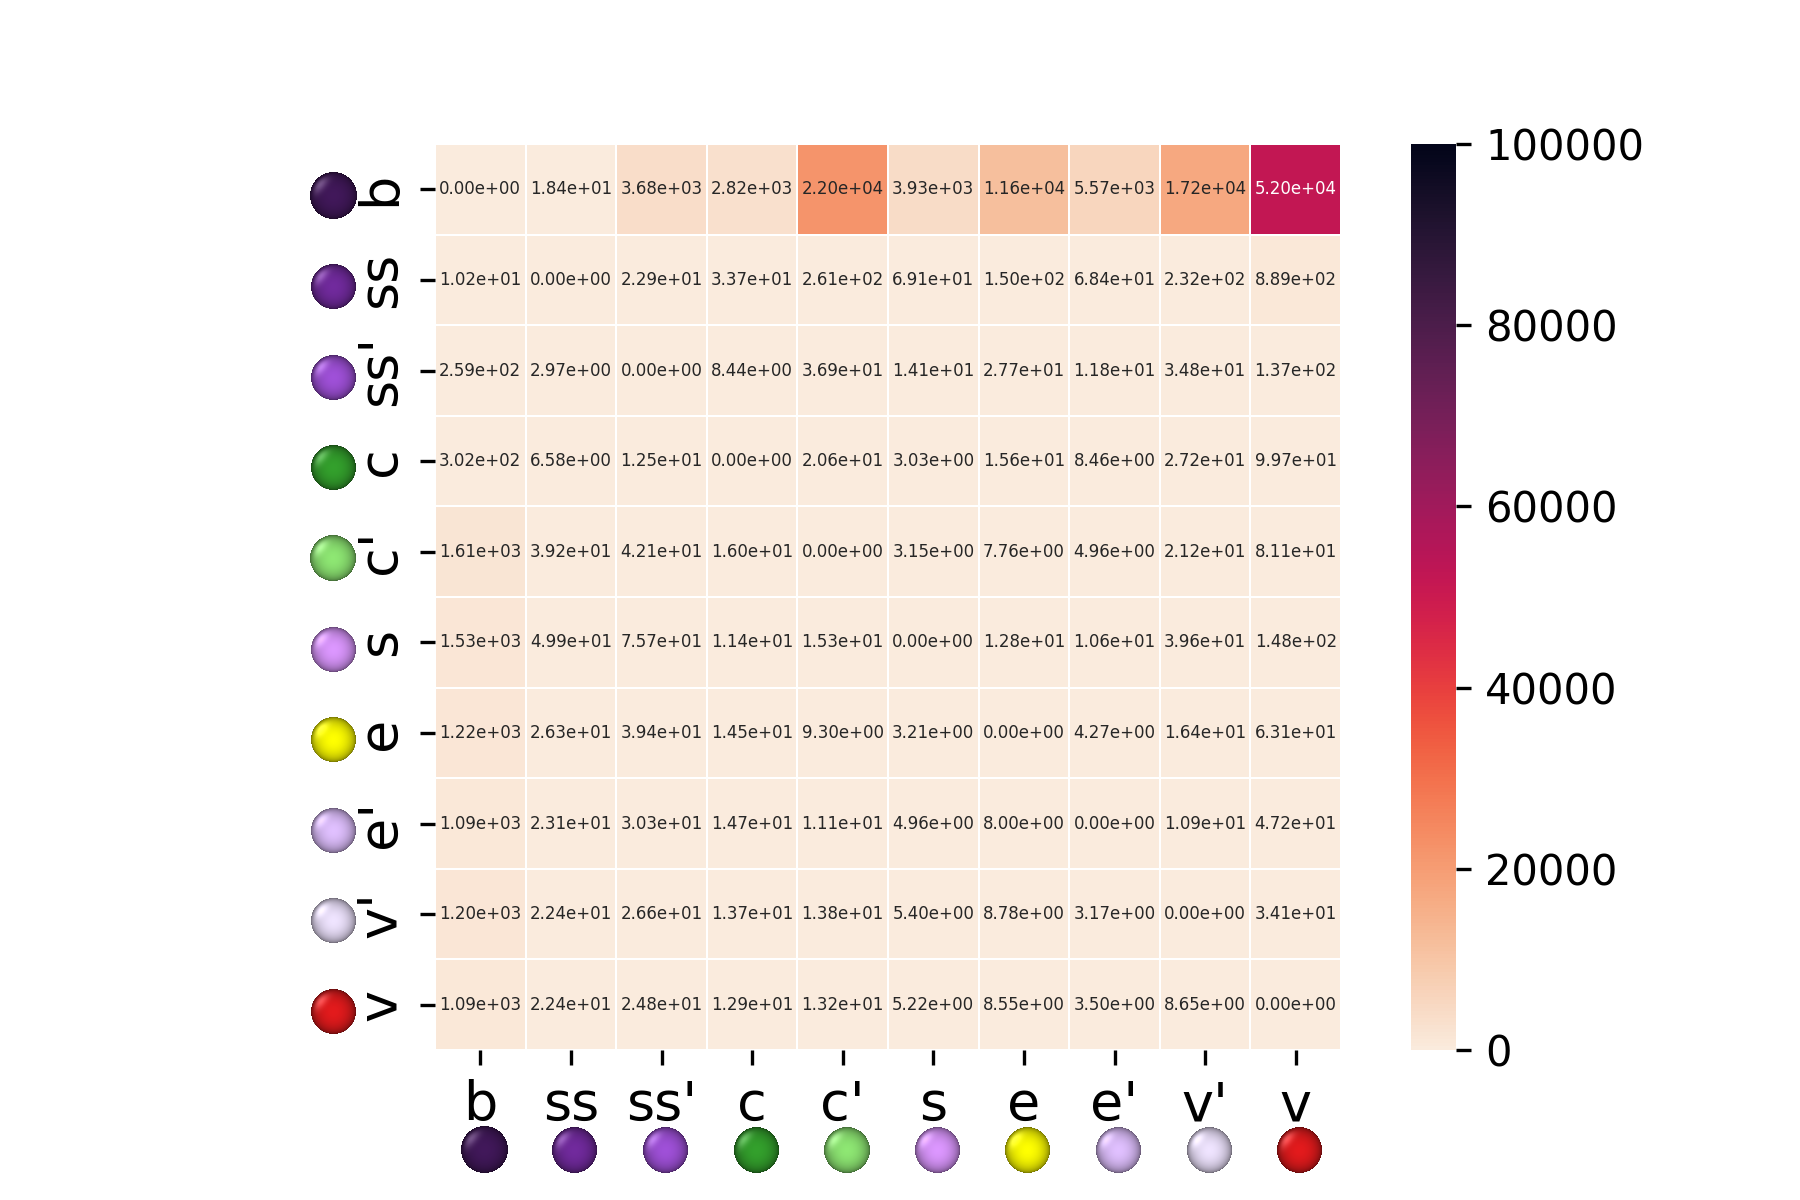 100000
b 0.00e+00 1.84e+01 3.68e+03 2.82e+03 2.20e+04 3.93e+03 1.16e+04 5.57e+03 1.72e+04 5.20e+04
ss 1.02e+01 0.00e+00 2.29e+01 3.37e+01 2.61e+02 6.91e+01 1.50e+02 6.84e+01 2.32e+02 8.89e+02
80000
ss' 2.59e+02 2.97e+00 0.00e+00 8.44e+00 3.69e+01 1.41e+01 2.77e+01 1.18e+01 3.48e+01 1.37e+02
c 3.02e+02 6.58e+00 1.25e+01 0.00e+00 2.06e+01 3.03e+00 1.56e+01 8.46e+00 2.72e+01 9.97e+01
60000
c' 1.61e+03 3.92e+01 4.21e+01 1.60e+01 0.00e+00 3.15e+00 7.76e+00 4.96e+00 2.12e+01 8.11e+01
s 1.53e+03 4.99e+01 7.57e+01 1.14e+01 1.53e+01 0.00e+00 1.28e+01 1.06e+01 3.96e+01 1.48e+02
40000
e 1.22e+03 2.63e+01 3.94e+01 1.45e+01 9.30e+00 3.21e+00 0.00e+00 4.27e+00 1.64e+01 6.31e+01
e' 1.09e+03 2.31e+01 3.03e+01 1.47e+01 1.11e+01 4.96e+00 8.00e+00 0.00e+00 1.09e+01 4.72e+01
20000
v' 1.20e+03 2.24e+01 2.66e+01 1.37e+01 1.38e+01 5.40e+00 8.78e+00 3.17e+00 0.00e+00 3.41e+01
v 1.09e+03 2.24e+01 2.48e+01 1.29e+01 1.32e+01 5.22e+00 8.55e+00 3.50e+00 8.65e+00 0.00e+00
0
b ss ss' c c' s e e' v' v